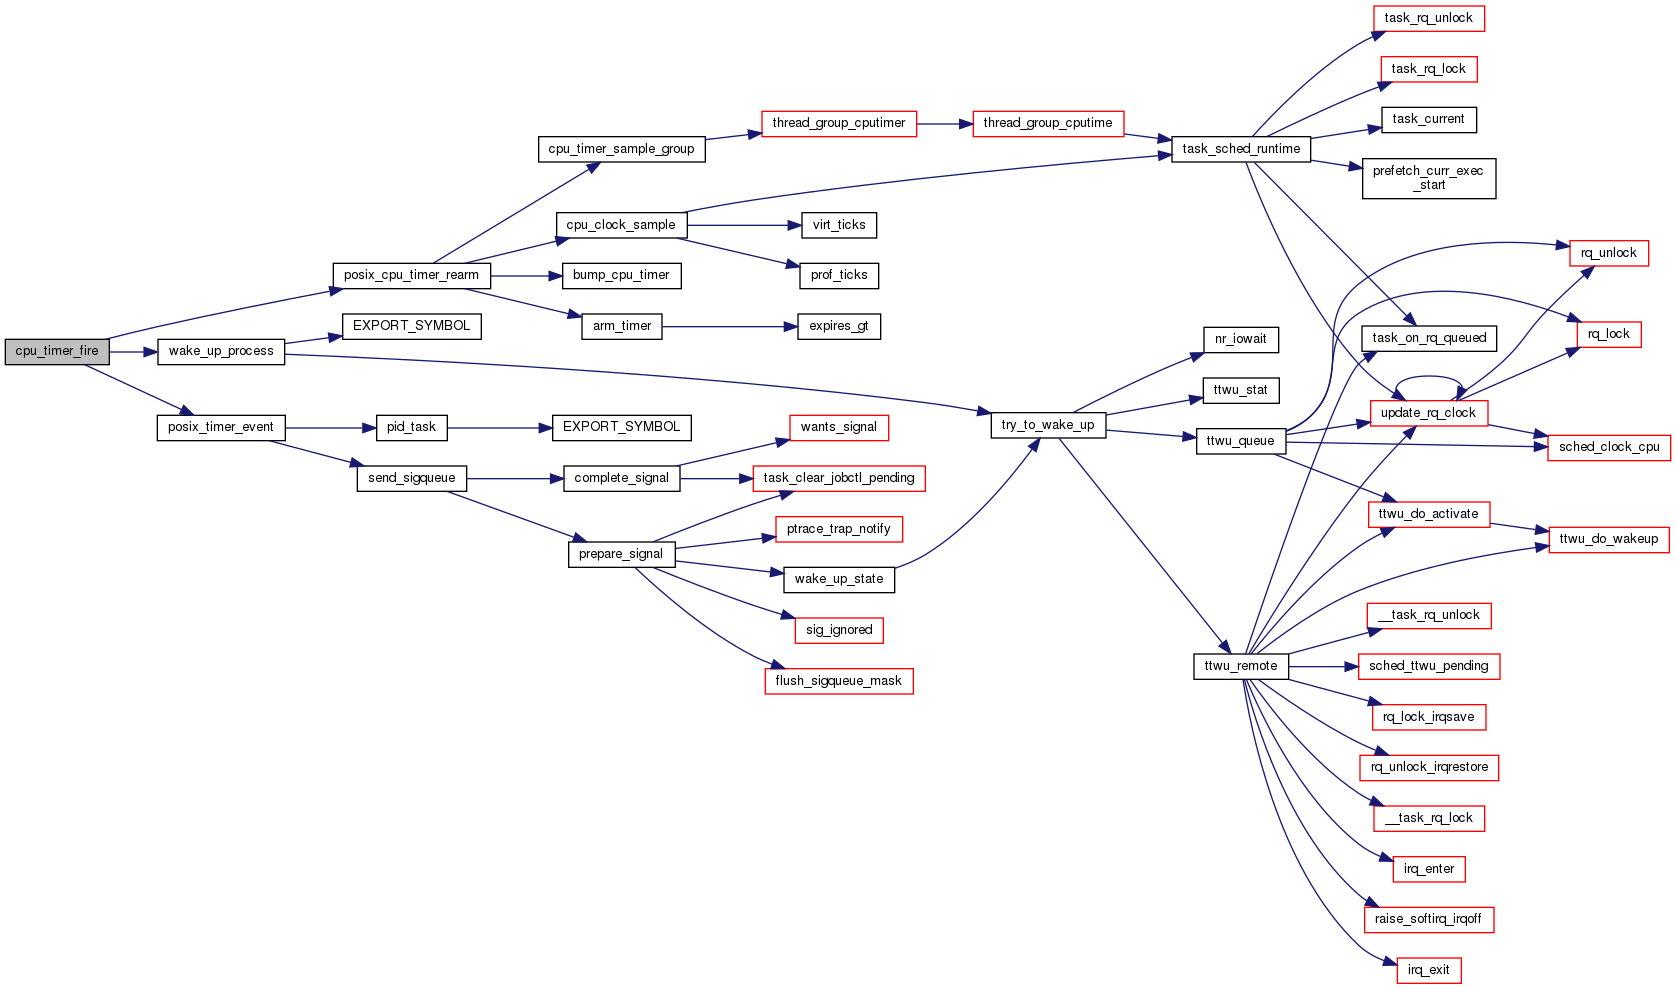 task_rq_unlock
task_rq_lock
thread_group_cputimer
thread_group_cputime
task_current
cpu_timer_sample_group
task_sched_runtime
prefetch_curr_exec
_start
cpu_clock_sample
virt_ticks
rq_unlock
posix_cpu_timer_rearm
bump_cpu_timer
prof_ticks
EXPORT_SYMBOL
arm_timer
expires_gt
rq_lock
nr_iowait
task_on_rq_queued
cpu_timer_fire
wake_up_process
ttwu_stat
update_rq_clock
posix_timer_event
pid_task
EXPORT_SYMBOL
wants_signal
try_to_wake_up
ttwu_queue
sched_clock_cpu
send_sigqueue
complete_signal
task_clear_jobctl_pending
ttwu_do_activate
ptrace_trap_notify
ttwu_do_wakeup
prepare_signal
wake_up_state
sig_ignored
__task_rq_unlock
ttwu_remote
sched_ttwu_pending
flush_sigqueue_mask
rq_lock_irqsave
rq_unlock_irqrestore
__task_rq_lock
irq_enter
raise_softirq_irqoff
irq_exit